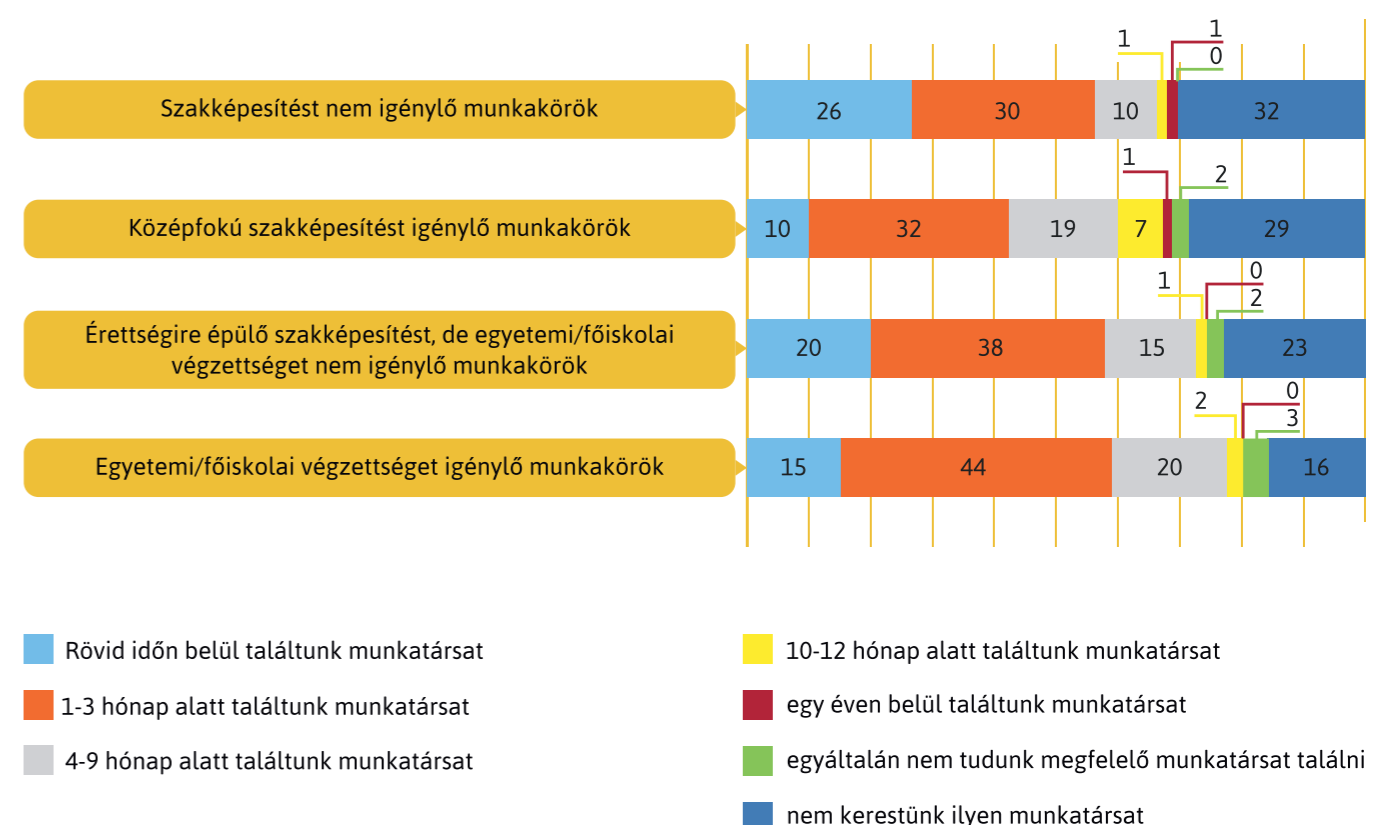 1
1
0
Szakképesítést nem igénylő munkakörök
26 30 10 32
1
2
Középfokú szakképesítést igénylő munkakörök
10 32 19 7 29
1
0
2
Érettségire épülő szakképesítést, de egyetemi/főiskolai
végzettséget nem igénylő munkakörök
20 38 15 23
2
0
3
Egyetemi/főiskolai végzettséget igénylő munkakörök
15 44 20 16
Rövid időn belül találtunk munkatársat
1-3 hónap alatt találtunk munkatársat
4-9 hónap alatt találtunk munkatársat
10-12 hónap alatt találtunk munkatársat
egy éven belül találtunk munkatársat
egyáltalán nem tudunk megfelelő munkatársat találni
nem kerestünk ilyen munkatársat